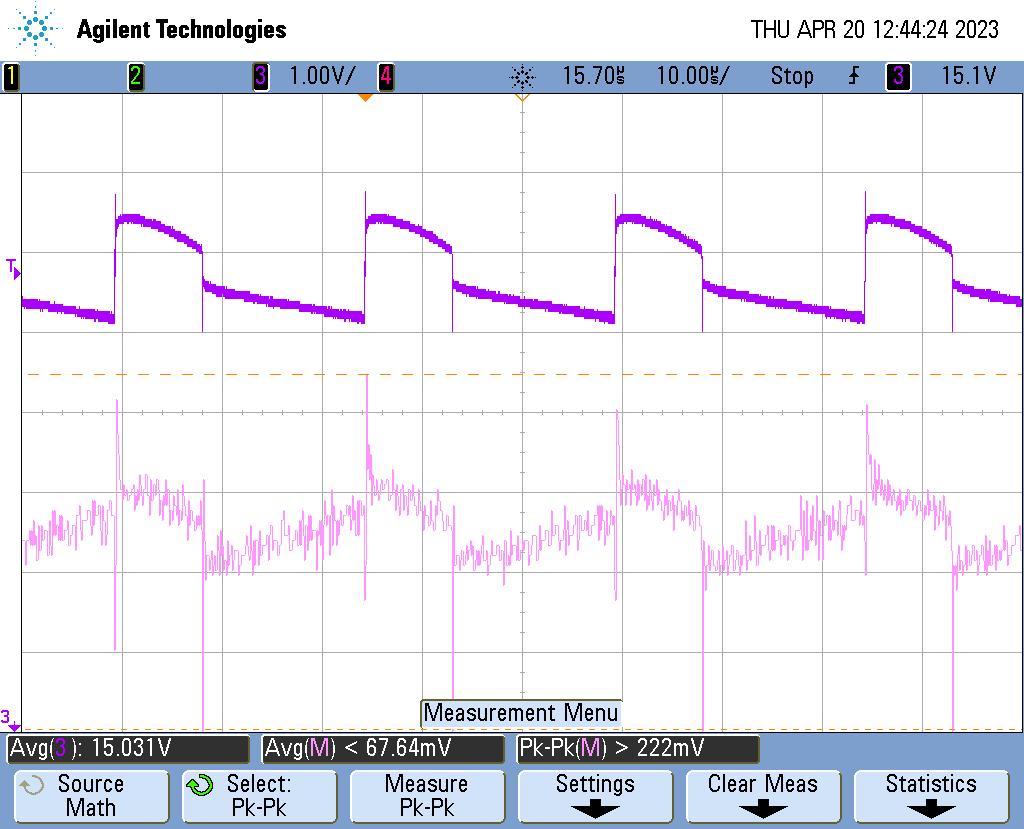 Agilent Technologies
THU APR 20 12:44:24 2023
1 2 3 1.00V/ 4 15.70µs 10.00µs/ Stop 3 15.1V
T
3
Measurement Menu
Avg(3): 15.031V Avg(M) < 67.64mV Pk-Pk(M) > 222mV
Source Select: Measure Settings Clear Meas Statistics
Math Pk-Pk Pk-Pk